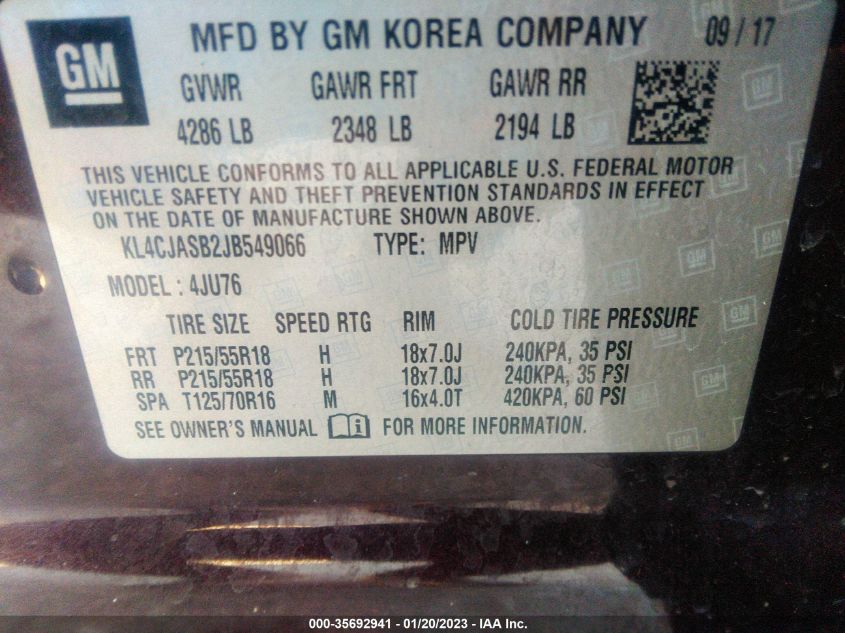 GM MFD BY GM KOREA COMPANY 09/17
GVWR GAWR FRT GAWR RR
4286 LB 2348 LB 2194 LB
THIS VEHICLE CONFORMS TO ALL APPLICABLE U.S. FEDERAL MOTOR
VEHICLE SAFETY AND THEFT PREVENTION STANDARDS IN EFFECT
ON THE DATE OF MANUFACTURE SHOWN ABOVE.
KL4CJASB2JB549066 TYPE: MPV
MODEL : 4JU76
TIRE SIZE SPEED RTG RIM COLD TIRE PRESSURE
FRT P215/55R18 H 18x7.0J 240KPA, 35 PSI
RR P215/55R18 H 18x7.0J 240KPA, 35 PSI
SPA T125/70R16 M 16x4.0T 420KPA, 60 PSI
SEE OWNER'S MANUAL FOR MORE INFORMATION.
000-35692941 / 01/20/2023 - IAA Inc.